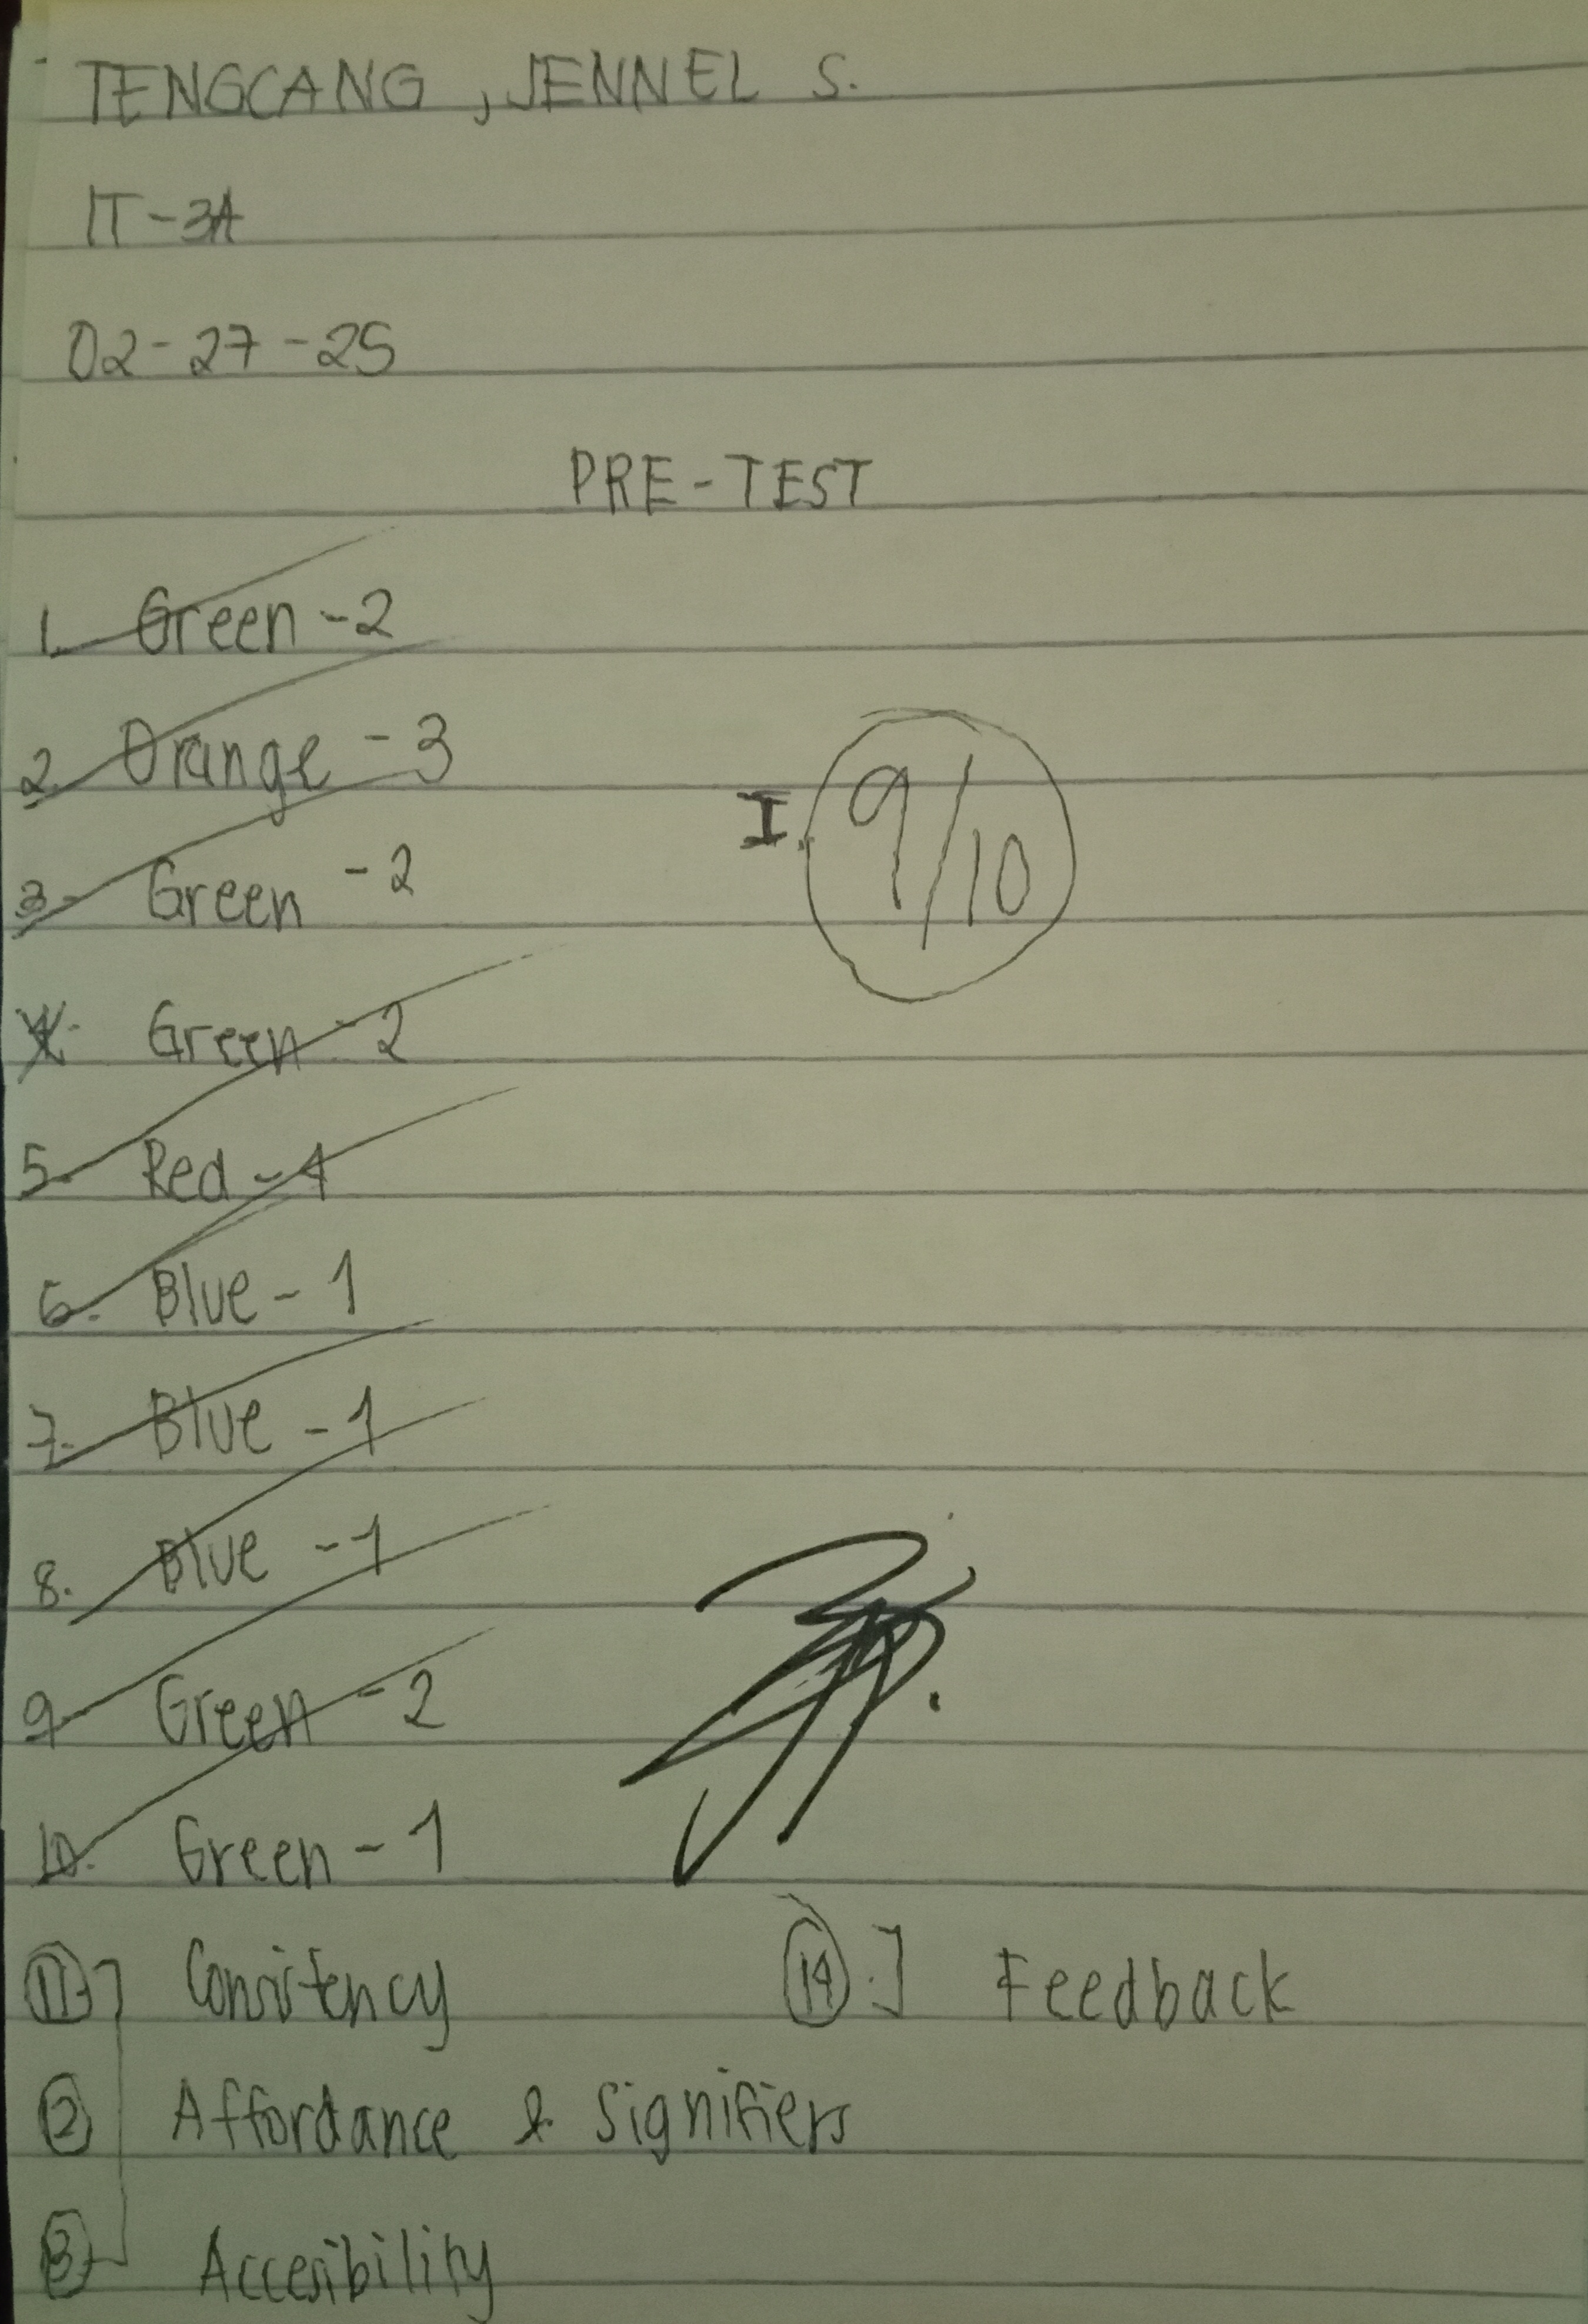 TENGCANG, JENNEL S.
IT-3A
02-27-25
PRE-TEST
1. Green -2
2. Orange -3
3. Green -2
I. 9/10
4. Green -2
5. Red -4
6. Blue - 1
7. Blue - 1
8. Blue - 1
9. Green -2
10. Green - 1
11.] Consistency
14.] Feedback
12 Affordance & Signifiers
13 Accesibility